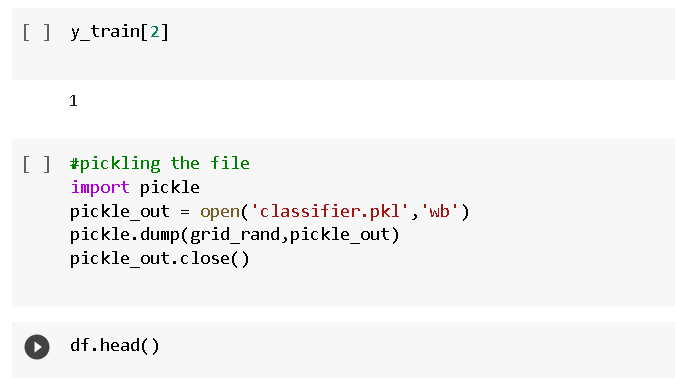 [ ] y_train[2]
1
[ ] #pickling the file
import pickle
pickle_out = open('classifier.pkl','wb')
pickle.dump(grid_rand,pickle_out)
pickle_out.close()
df.head()